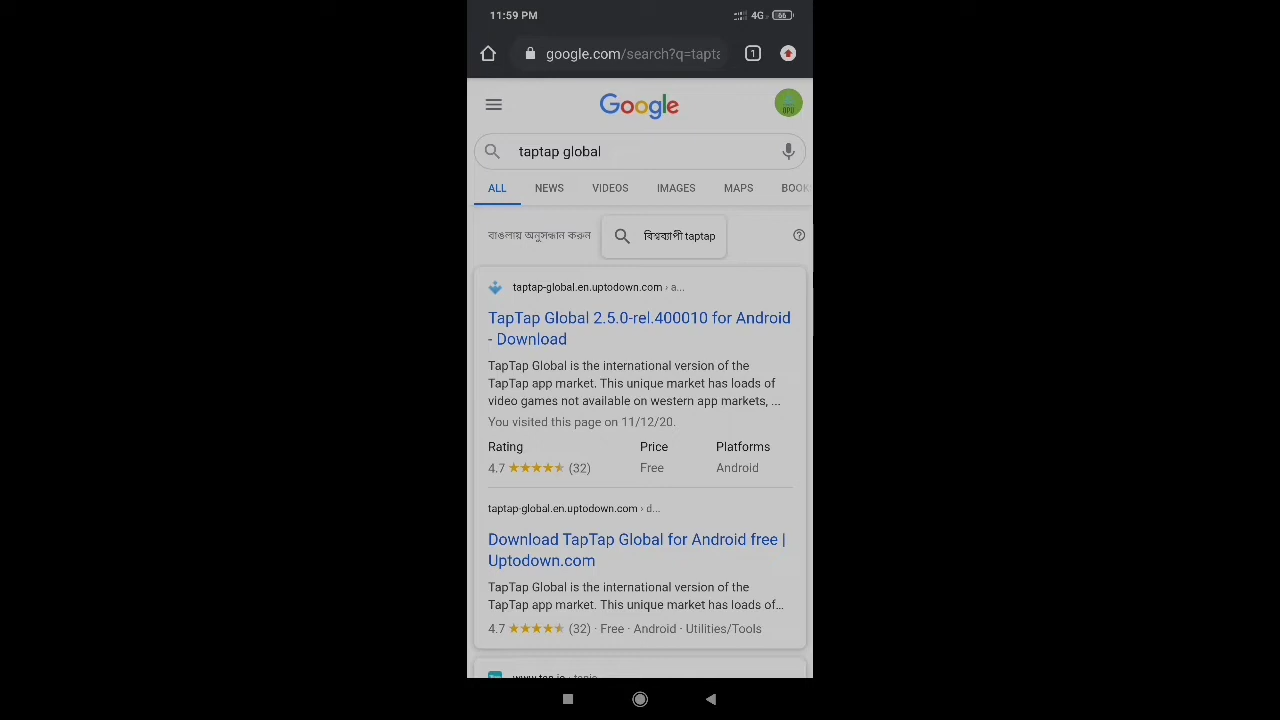 11:59 PM
4G
66
google.com/search?q=tapta
1
Google
taptap global
ALL NEWS VIDEOS IMAGES MAPS BOOK
বাঙলায় অনুসন্ধান করুন
বিশ্বব্যাপী taptap
taptap-global.en.uptodown.com › a...
TapTap Global 2.5.0-rel.400010 for Android
- Download
TapTap Global is the international version of the
TapTap app market. This unique market has loads of
video games not available on western app markets, ...
You visited this page on 11/12/20.
Rating Price Platforms
4.7 ★★★★★ (32) Free Android
taptap-global.en.uptodown.com › d...
Download TapTap Global for Android free |
Uptodown.com
TapTap Global is the international version of the
TapTap app market. This unique market has loads of...
4.7 ★★★★★ (32) · Free · Android · Utilities/Tools